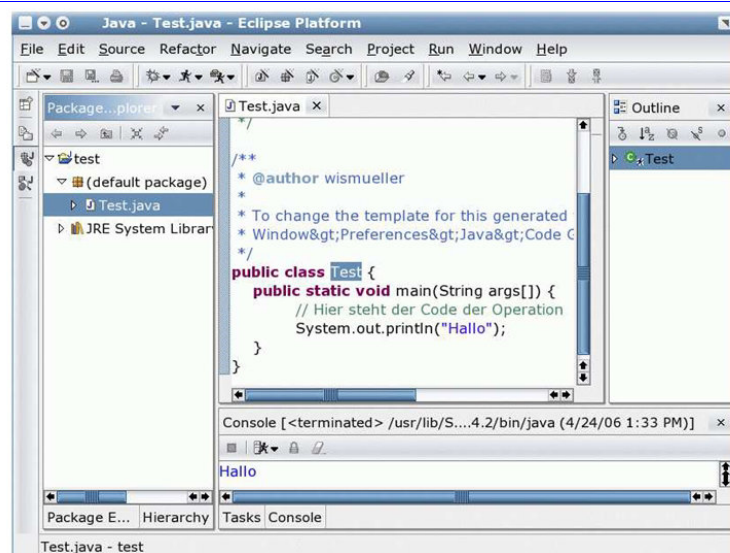 Java - Test.java - Eclipse Platform
File Edit Source Refactor Navigate Search Project Run Window Help
Package...plorer
test
(default package)
Test.java
JRE System Librar
Package E... Hierarchy
Test.java
*/
/**
* @author wismueller
*
* To change the template for this generated
* Window&gt;Preferences&gt;Java&gt;Code G
*/
public class Test {
public static void main(String args[]) {
// Hier steht der Code der Operation
System.out.println("Hallo");
}
}
Outline
Test
Console [<terminated> /usr/lib/S....4.2/bin/java (4/24/06 1:33 PM)]
Hallo
Tasks Console
Test.java - test